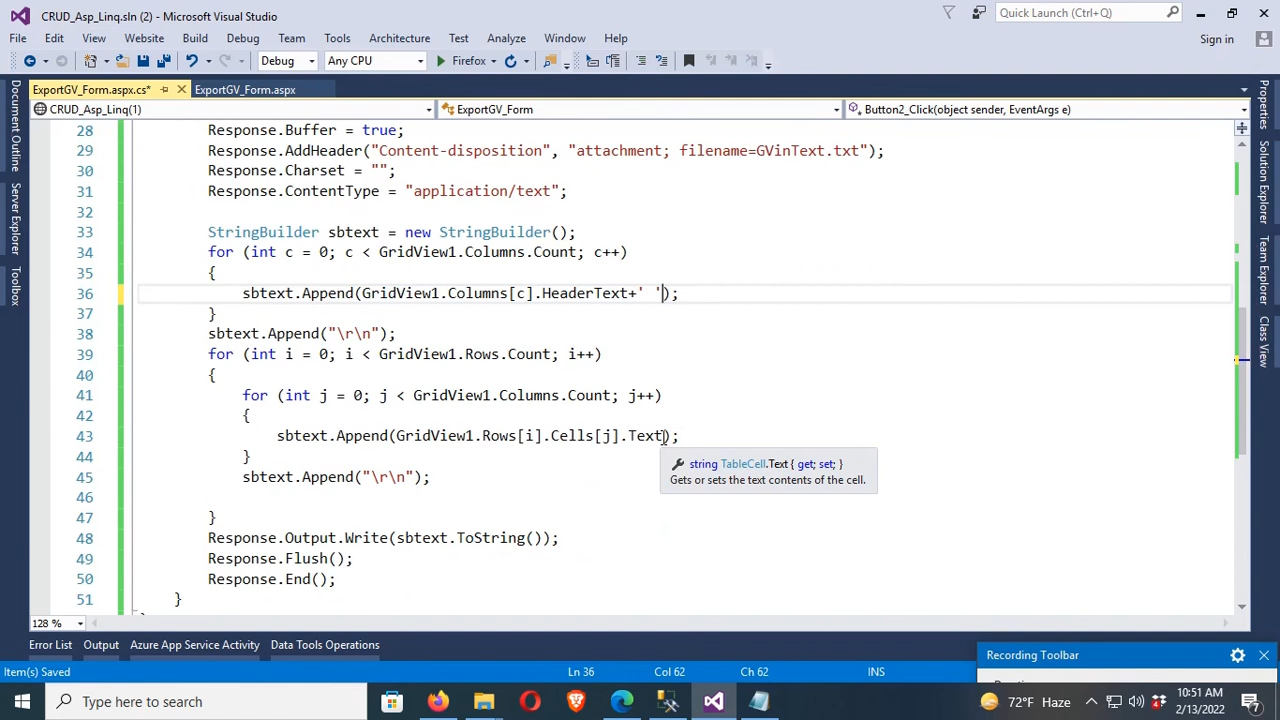 CRUD_Asp_Linq.sln (2) - Microsoft Visual Studio
Quick Launch (Ctrl+Q)
File Edit View Website Build Debug Team Tools Architecture Test Analyze Window Help
Sign in
Debug Any CPU Firefox
ExportGV_Form.aspx.cs* ExportGV_Form.aspx
CRUD_Asp_Linq(1) ExportGV_Form Button2_Click(object sender, EventArgs e)
Document Outline
Server Explorer
Toolbox
Properties
Solution Explorer
Team Explorer
Class View
28 Response.Buffer = true;
29 Response.AddHeader("Content-disposition", "attachment; filename=GVinText.txt");
30 Response.Charset = "";
31 Response.ContentType = "application/text";
32
33 StringBuilder sbtext = new StringBuilder();
34 for (int c = 0; c < GridView1.Columns.Count; c++)
35 {
36 sbtext.Append(GridView1.Columns[c].HeaderText+' ');
37 }
38 sbtext.Append("\r\n");
39 for (int i = 0; i < GridView1.Rows.Count; i++)
40 {
41 for (int j = 0; j < GridView1.Columns.Count; j++)
42 {
43 sbtext.Append(GridView1.Rows[i].Cells[j].Text);
44 }
string TableCell.Text { get; set; }
Gets or sets the text contents of the cell.
45 sbtext.Append("\r\n");
46
47 }
48 Response.Output.Write(sbtext.ToString());
49 Response.Flush();
50 Response.End();
51 }
128 %
Error List Output Azure App Service Activity Data Tools Operations
Recording Toolbar
Item(s) Saved Ln 36 Col 62 Ch 62 INS
Type here to search
72°F Haze
10:51 AM
2/13/2022
7